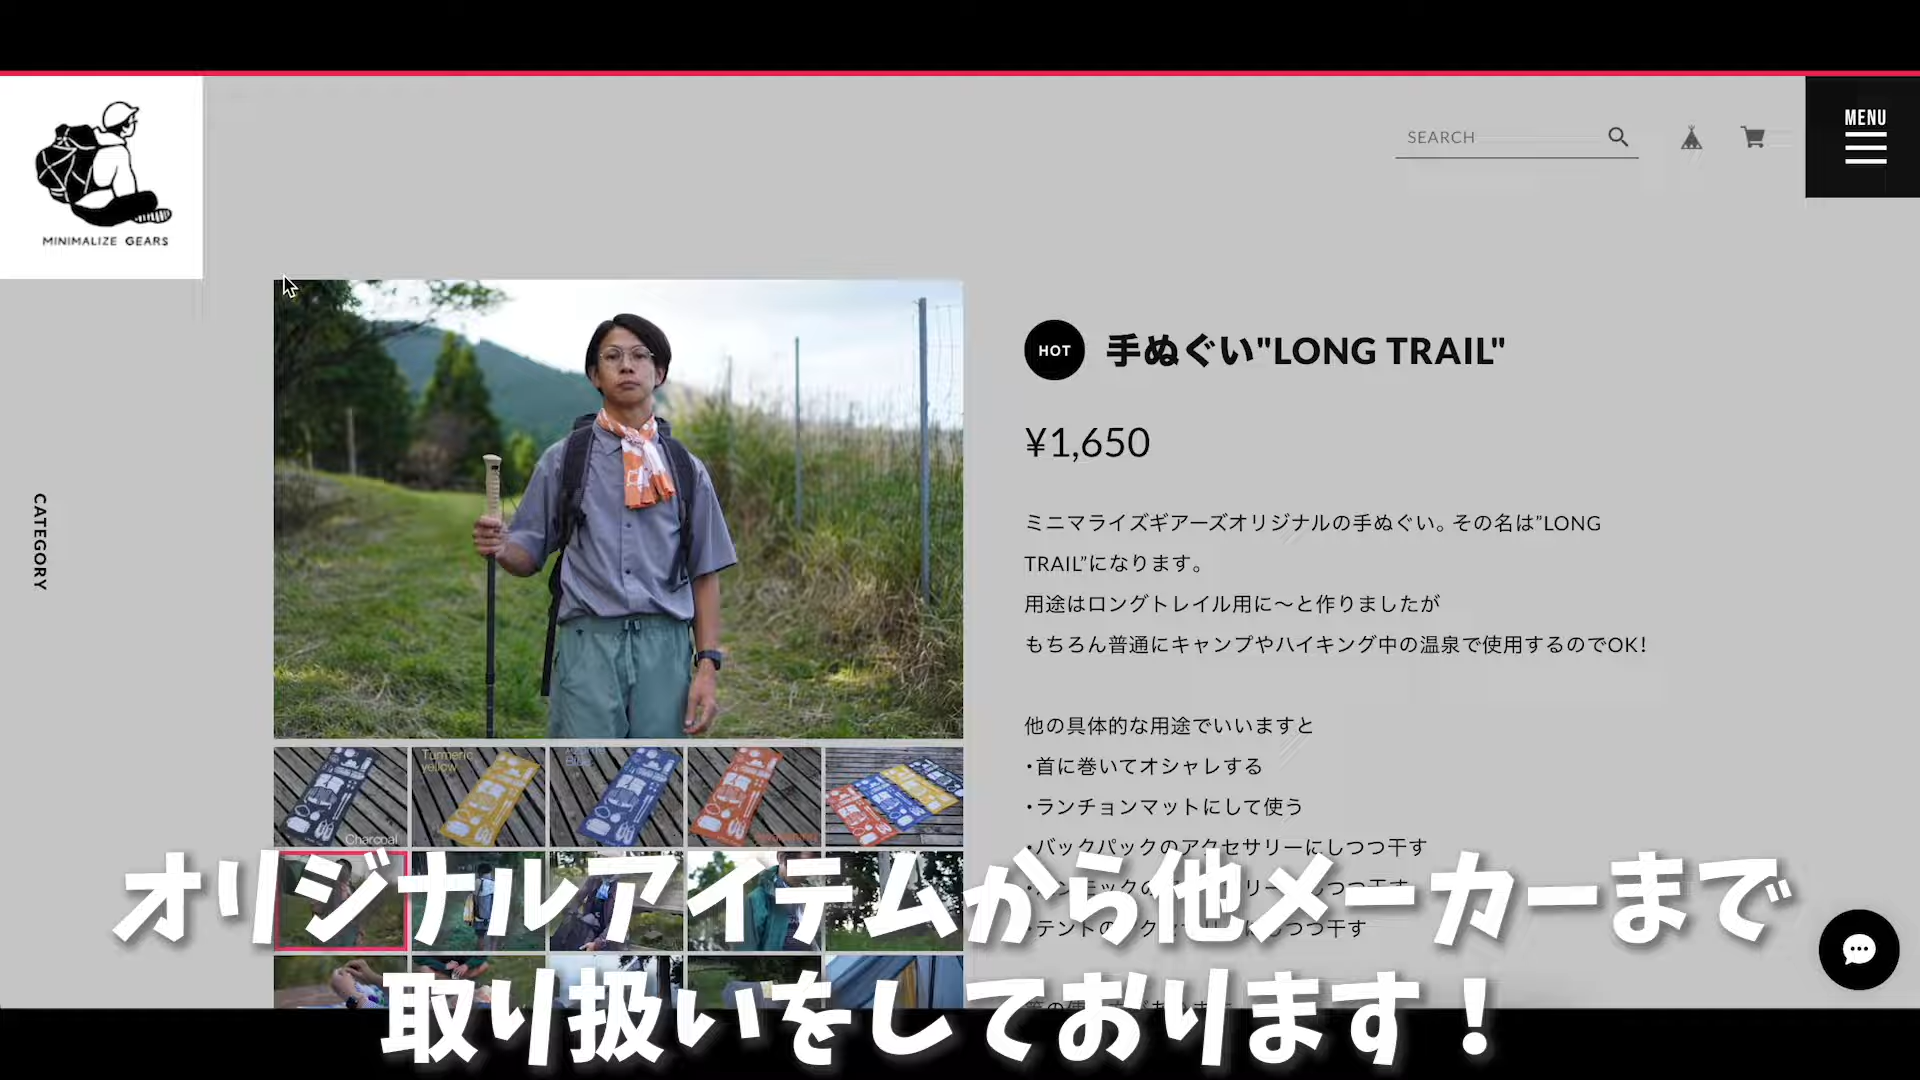 MINIMALIZE GEARS
SEARCH
MENU
CATEGORY
HOT
手ぬぐい"LONG TRAIL"
¥1,650
ミニマライズギアーズオリジナルの手ぬぐい。その名は”LONG
TRAIL”になります。
用途はロングトレイル用に〜と作りましたが
もちろん普通にキャンプやハイキング中の温泉で使用するのでOK!
他の具体的な用途でいいますと
・首に巻いてオシャレする
・ランチョンマットにして使う
・バックパックのアクセサリーにしつつ干す
Turmeric
yellow
Blue
Charcoal
オリジナルアイテムから他メーカーまで
取り扱いをしております！